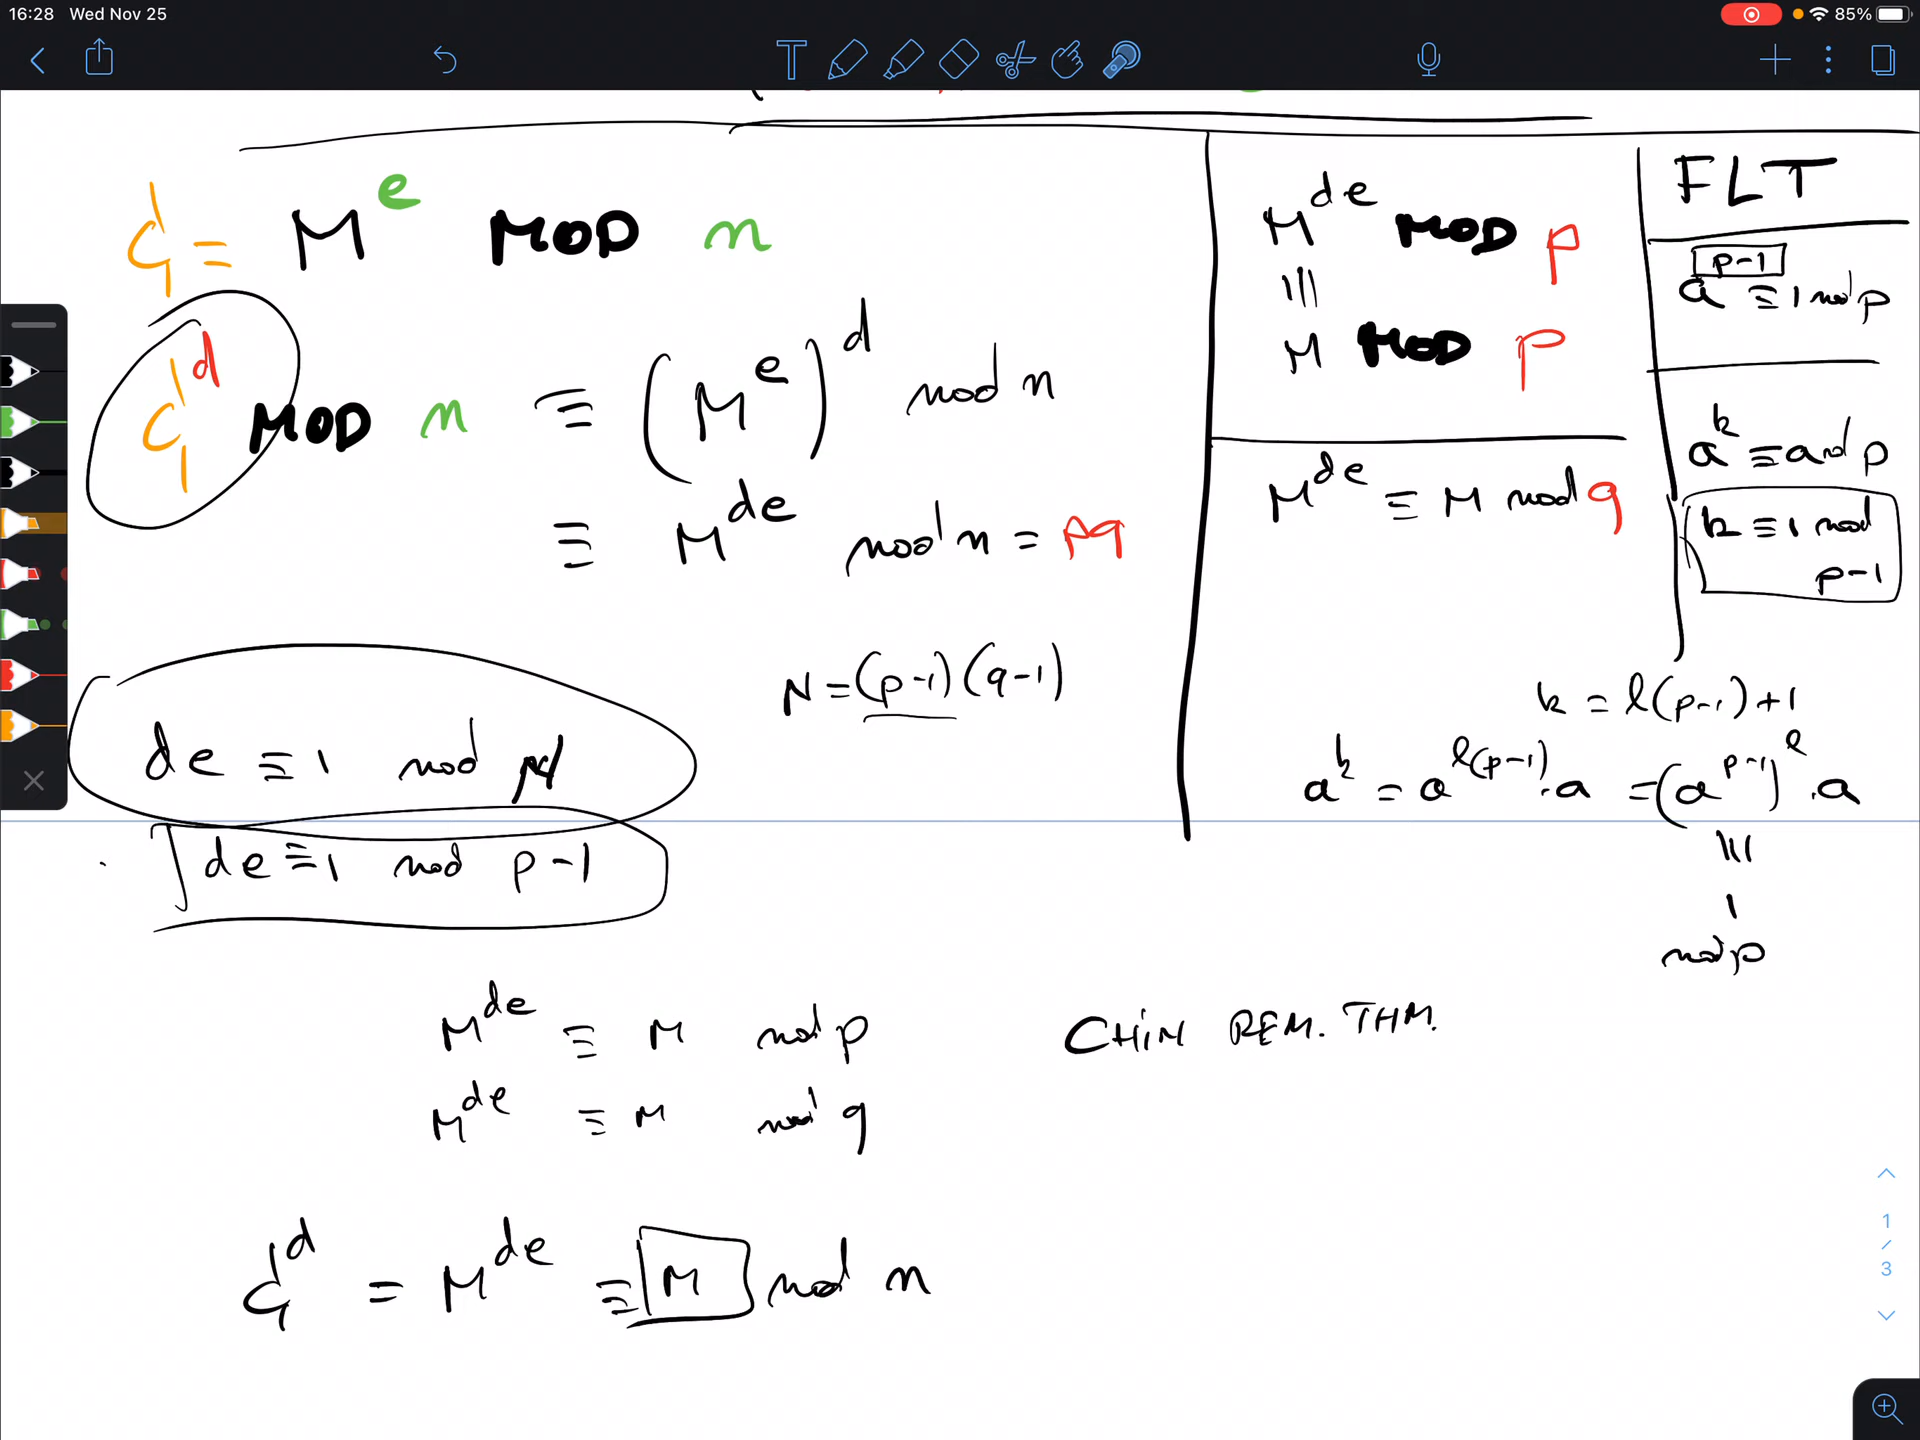 16:28 Wed Nov 25
85%
T
C = M^e MOD n
C^d MOD n ≡ (M^e)^d mod n
≡ M^de mod n = pq
N = (p-1)(q-1)
de ≡ 1 mod N
de ≡ 1 mod p-1
M^de MOD p
≡
M MOD p
M^de ≡ M mod q
FLT
a^p-1 ≡ 1 mod p
a^k ≡ a mod p
k ≡ 1 mod
p-1
k = l(p-1)+1
a^k = a^l(p-1) · a = (a^p-1)^l · a
≡
1
mod p
M^de ≡ M mod p
M^de ≡ M mod q
CHIN REM. THM.
C^d = M^de ≡ M mod n
1
/
3